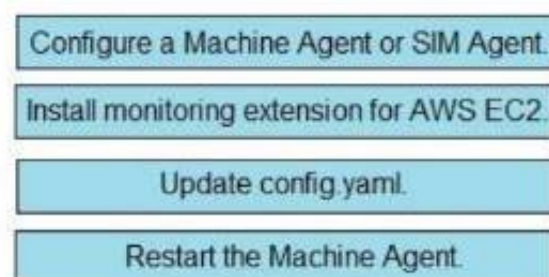 Configure a Machine Agent or SIM Agent.
Install monitoring extension for AWS EC2.
Update config.yaml.
Restart the Machine Agent.